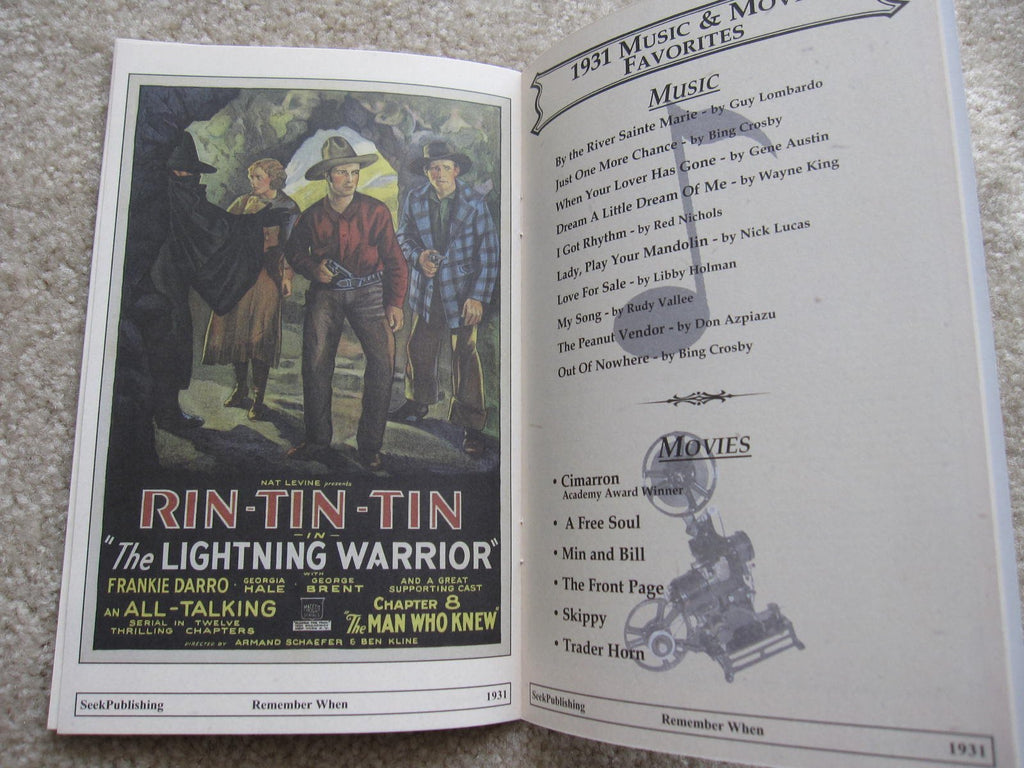 NAT LEVINE presents
RIN-TIN-TIN
-IN-
"The LIGHTNING WARRIOR"
WITH
FRANKIE DARRO · GEORGIA HALE · GEORGE BRENT
AND A GREAT SUPPORTING CAST
AN ALL-TALKING
SERIAL IN TWELVE
THRILLING CHAPTERS
CHAPTER 8
"The MAN WHO KNEW"
DIRECTED BY ARMAND SCHAEFER & BEN KLINE
SeekPublishing Remember When 1931
1931 MUSIC & MOVI
FAVORITES
MUSIC
By the River Sainte Marie - by Guy Lombardo
Just One More Chance - by Bing Crosby
When Your Lover Has Gone - by Gene Austin
Dream A Little Dream Of Me - by Wayne King
I Got Rhythm - by Red Nichols
Lady, Play Your Mandolin - by Nick Lucas
Love For Sale - by Libby Holman
My Song - by Rudy Vallee
The Peanut Vendor - by Don Azpiazu
Out Of Nowhere - by Bing Crosby
MOVIES
• Cimarron
Academy Award Winner
• A Free Soul
• Min and Bill
• The Front Page
• Skippy
• Trader Horn
SeekPublishing Remember When 1931